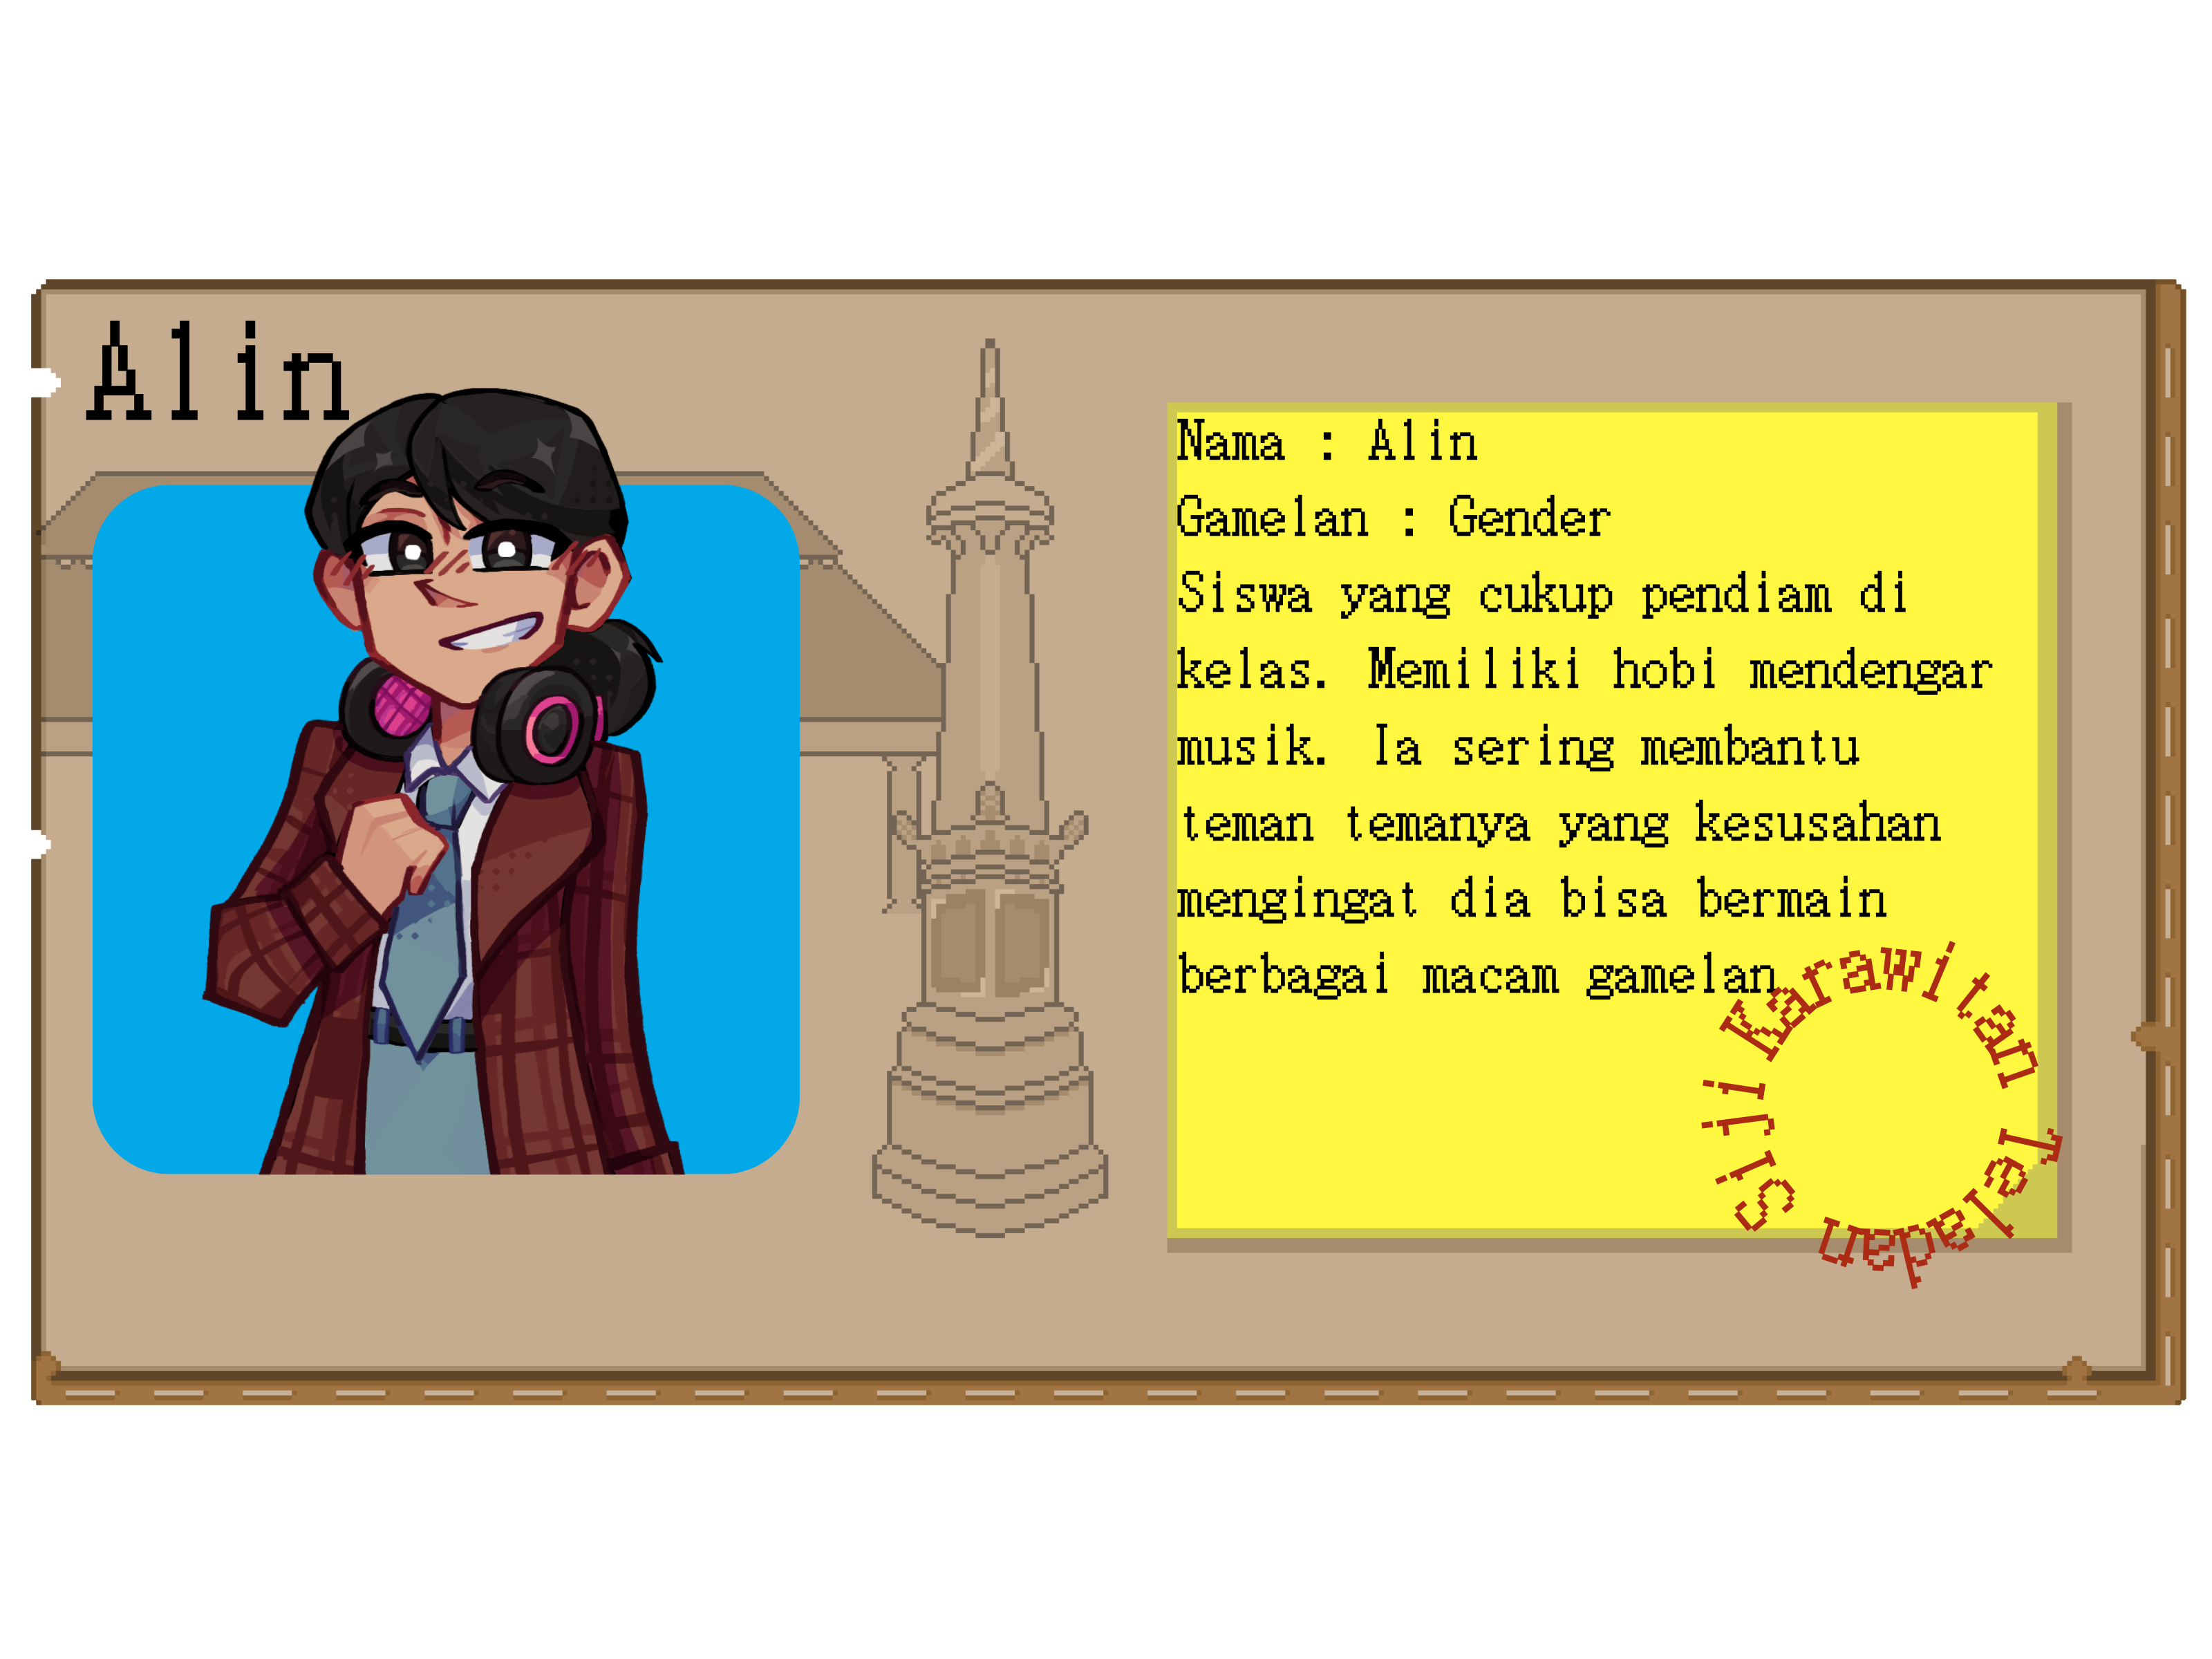 Alin
Nama : Alin
Gamelan : Gender
Siswa yang cukup pendiam di
kelas. Memiliki hobi mendengar
musik. Ia sering membantu
teman temanya yang kesusahan
mengingat dia bisa bermain
berbagai macam gamelan
Siji Karawitan Teladan